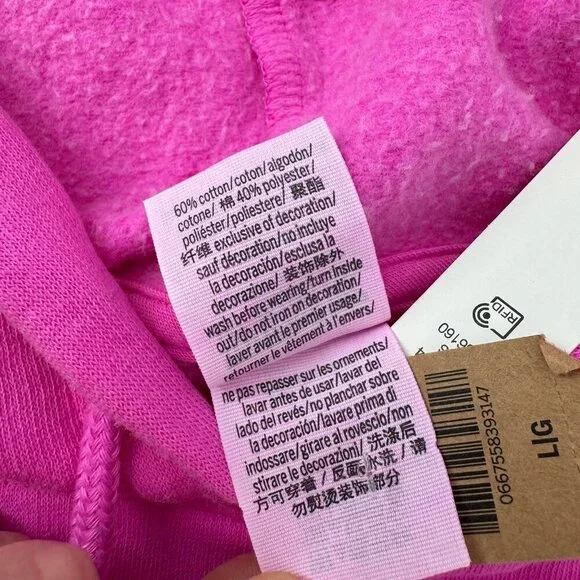 60% cotton/coton/algodón/
cotone/ 棉 40% polyester/
poliéster/poliestere/ 聚酯
纤维 exclusive of decoration/
sauf décoration/no incluye
la decoración/esclusa la
decorazione/ 装饰除外
wash before wearing/turn inside
out/do not iron on decoration/
laver avant le premier usage/
retourner le vêtement à l'envers/
ne pas repasser sur les ornements/
lavar antes de usar/lavar del
lado del revés/no planchar sobre
la decoración/lavare prima di
indossare/girare al rovescio/non
stirare le decorazioni/ 洗涤后
方可穿着/ 反面水洗/ 请
勿熨烫装饰部分
RFID
0667558393147
L|G